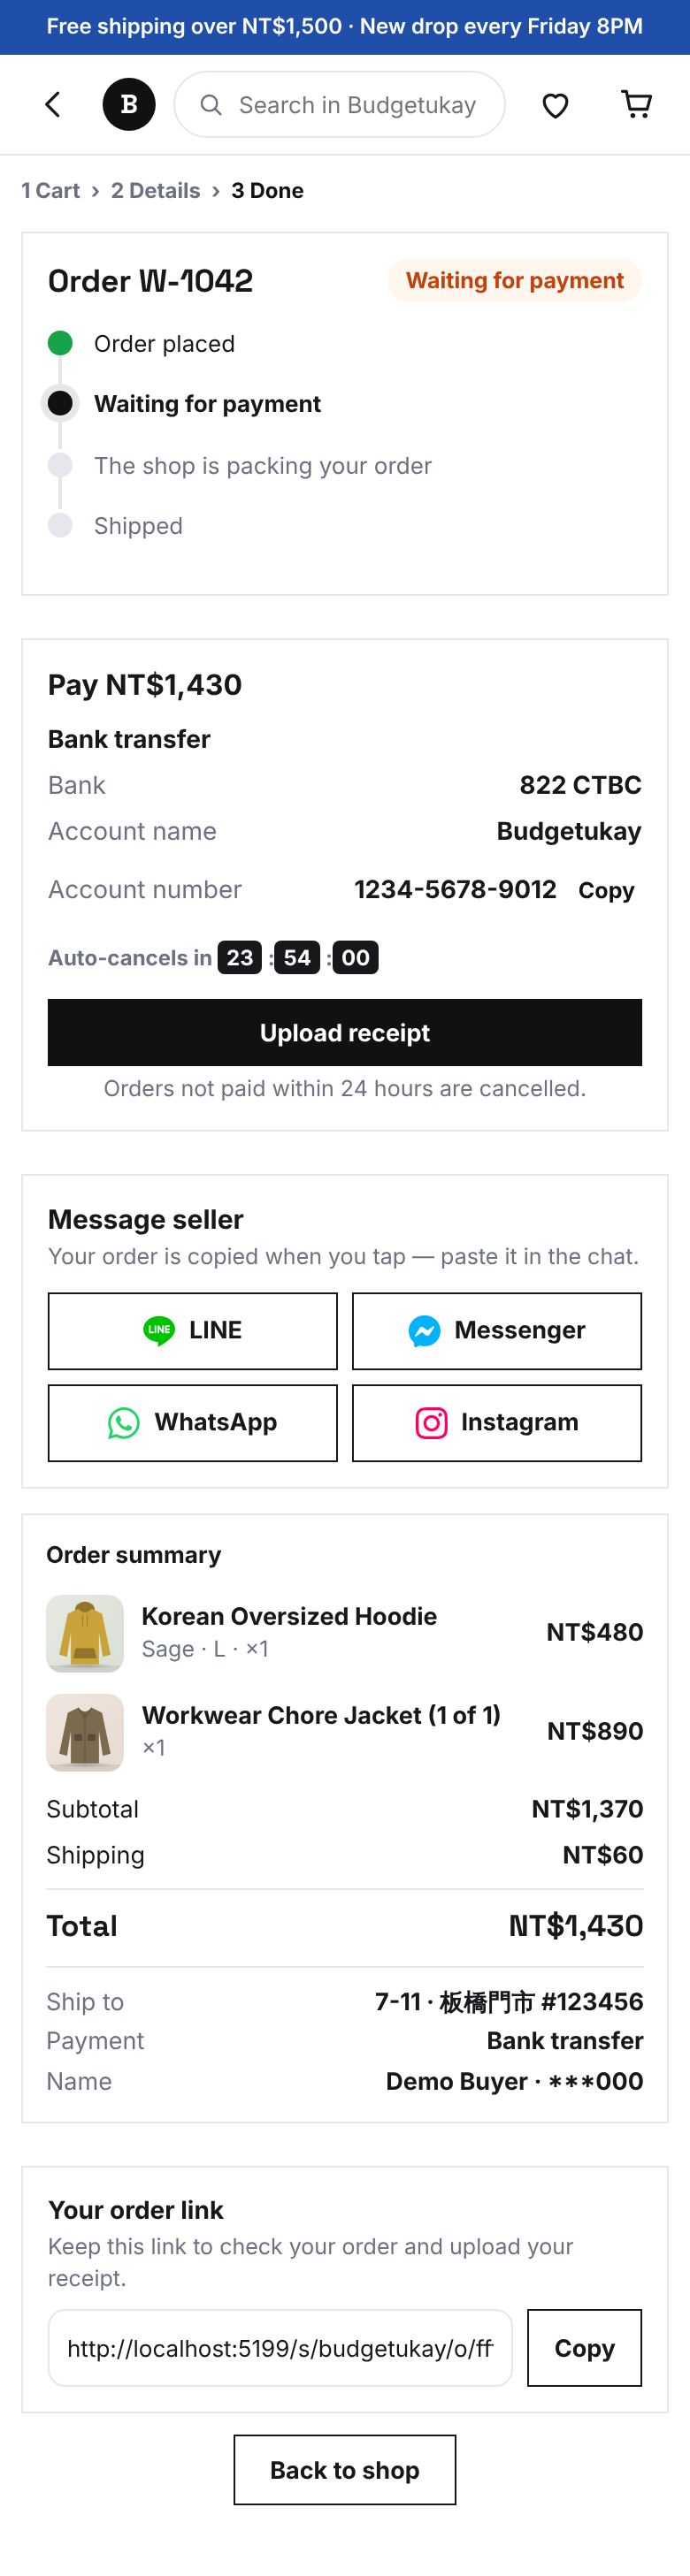 Free shipping over NT$1,500 · New drop every Friday 8PM
B
Search in Budgetukay
1 Cart › 2 Details › 3 Done
Order W-1042
Waiting for payment
Order placed
Waiting for payment
The shop is packing your order
Shipped
Pay NT$1,430
Bank transfer
Bank 822 CTBC
Account name Budgetukay
Account number 1234-5678-9012 Copy
Auto-cancels in 23 : 54 : 00
Upload receipt
Orders not paid within 24 hours are cancelled.
Message seller
Your order is copied when you tap — paste it in the chat.
LINE LINE
Messenger
WhatsApp
Instagram
Order summary
Korean Oversized Hoodie
Sage · L · ×1
NT$480
Workwear Chore Jacket (1 of 1)
×1
NT$890
Subtotal NT$1,370
Shipping NT$60
Total NT$1,430
Ship to 7-11 · 板橋門市 #123456
Payment Bank transfer
Name Demo Buyer · ***000
Your order link
Keep this link to check your order and upload your
receipt.
http://localhost:5199/s/budgetukay/o/ff
Copy
Back to shop